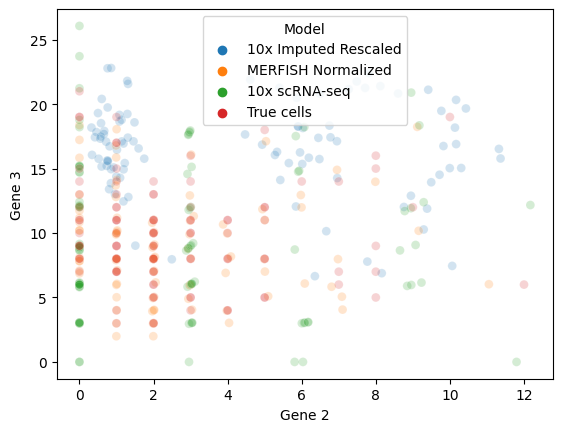 Model
10x Imputed Rescaled
MERFISH Normalized
10x scRNA-seq
True cells
25
20
15
10
5
0
Gene 3
0 2 4 6 8 10 12
Gene 2